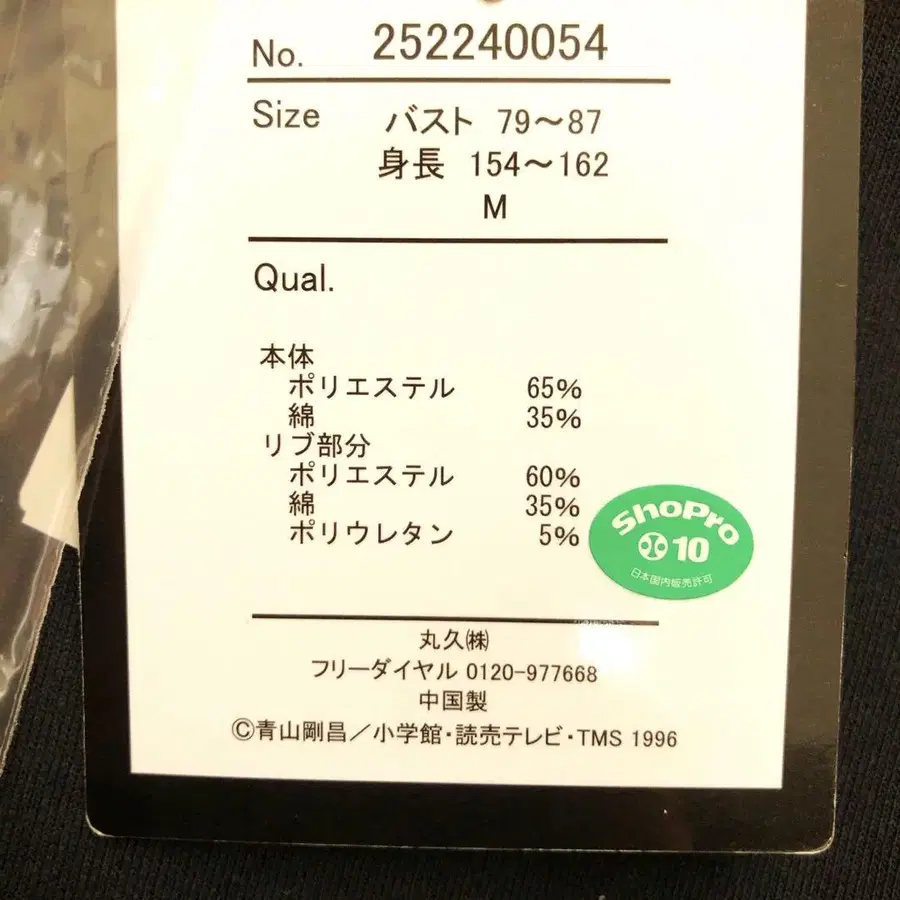 No. 252240054
Size バスト 79～87
身長 154～162
M
Qual.
本体
ポリエステル 65%
綿 35%
リブ部分
ポリエステル 60%
綿 35%
ポリウレタン 5%
ShoPro
10
日本国内販売許可
丸久㈱
フリーダイヤル 0120-977668
中国製
©青山剛昌／小学館・読売テレビ・TMS 1996